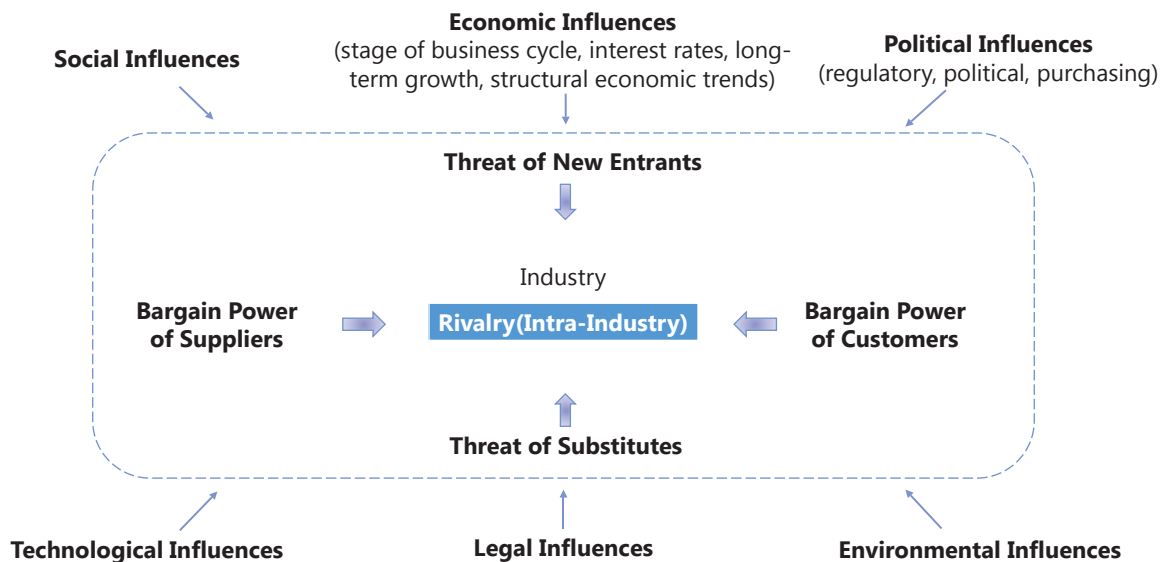 Economic Influences
Social Influences
(stage of business cycle, interest rates, long-
term growth, structural economic trends)
Political Influences
(regulatory, political, purchasing)
Threat of New Entrants
Industry
Bargain Power
of Suppliers
Rivalry(Intra-Industry)
Bargain Power
of Customers
Threat of Substitutes
Technological Influences
Legal Influences
Environmental Influences